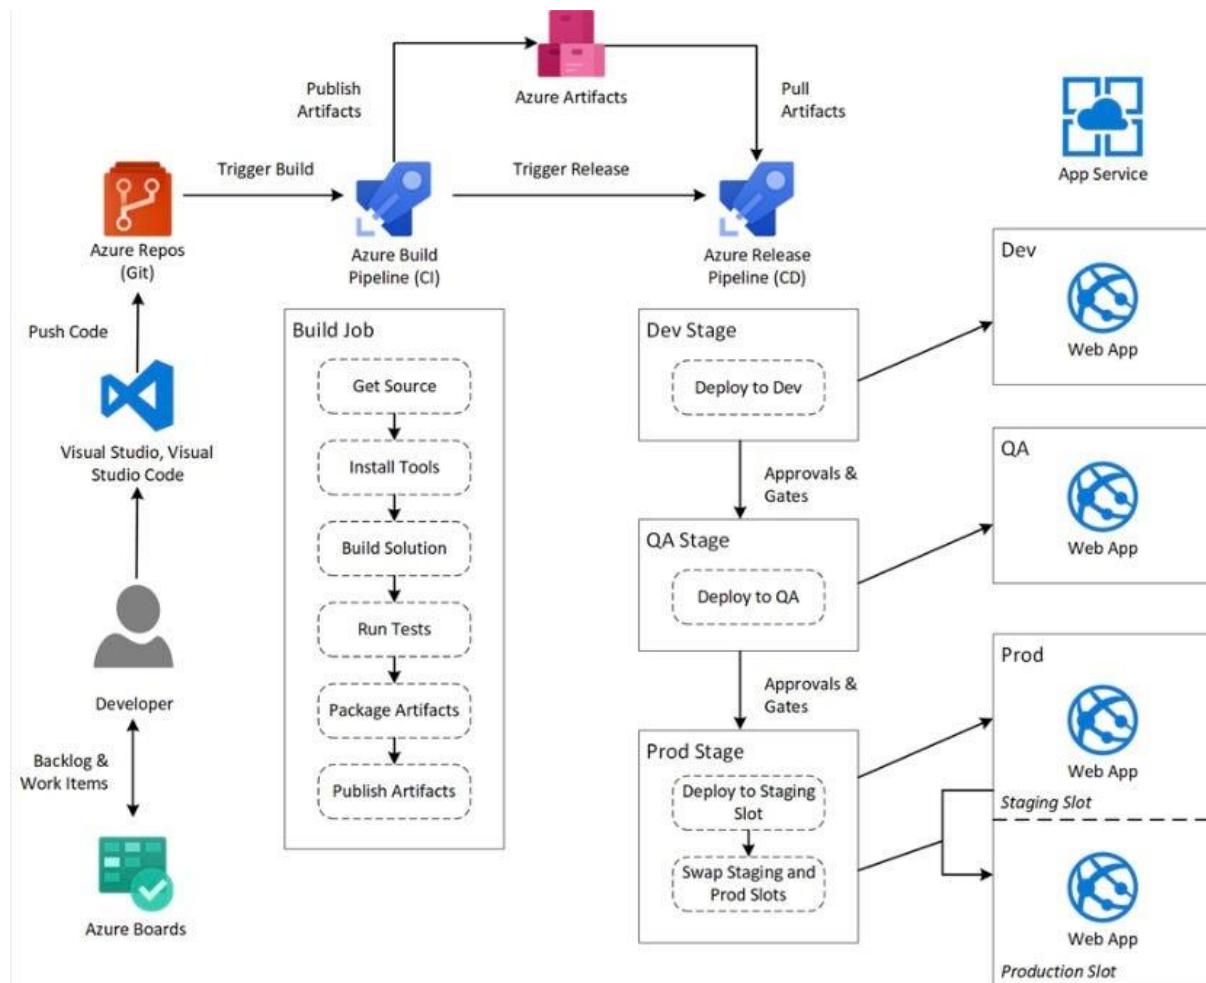 Publish
Artifacts
Azure Artifacts
Pull
Artifacts
App Service
Trigger Build
Trigger Release
Azure Repos
(Git)
Azure Build
Pipeline (CI)
Azure Release
Pipeline (CD)
Push Code
Visual Studio, Visual
Studio Code
Developer
Backlog &
Work Items
Azure Boards
Build Job
Get Source
Install Tools
Build Solution
Run Tests
Package Artifacts
Publish Artifacts
Dev Stage
Deploy to Dev
Approvals &
Gates
QA Stage
Deploy to QA
Approvals &
Gates
Prod Stage
Deploy to Staging
Slot
Swap Staging and
Prod Slots
Dev
Web App
QA
Web App
Prod
Web App
Staging Slot
Web App
Production Slot